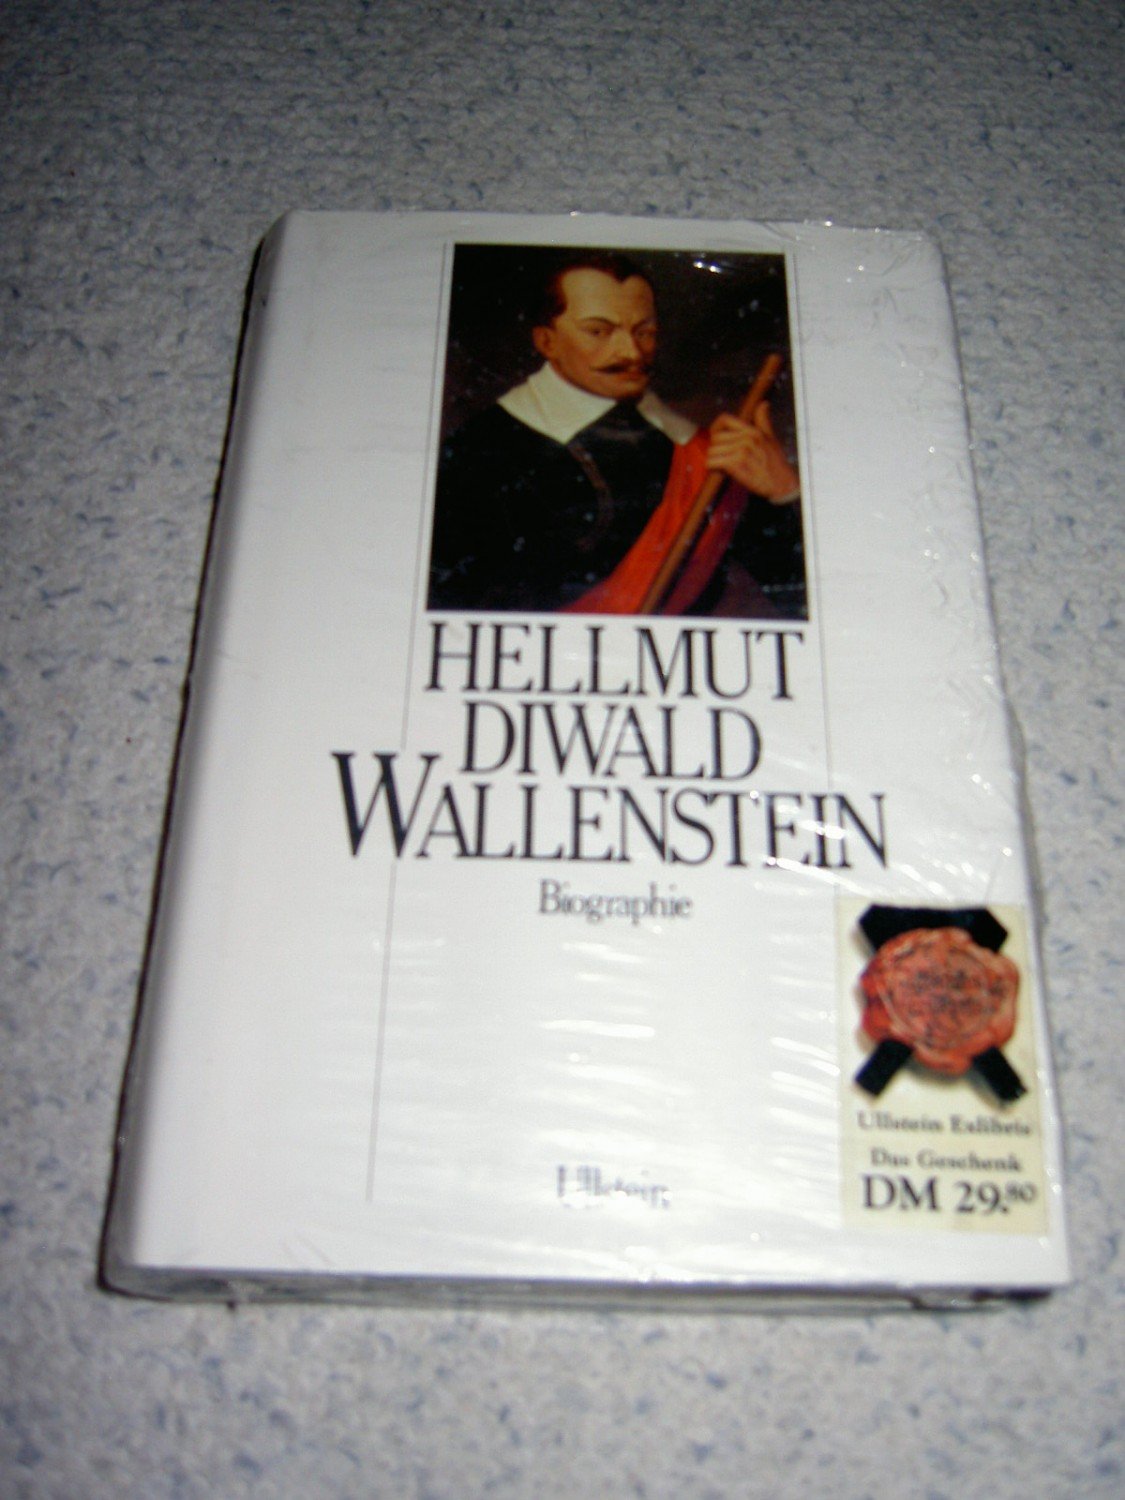 HELLMUT
DIWALD
WALLENSTEIN
Biographie
Ullstein
Ullstein Exlibris
Das Geschenk
DM 29.80